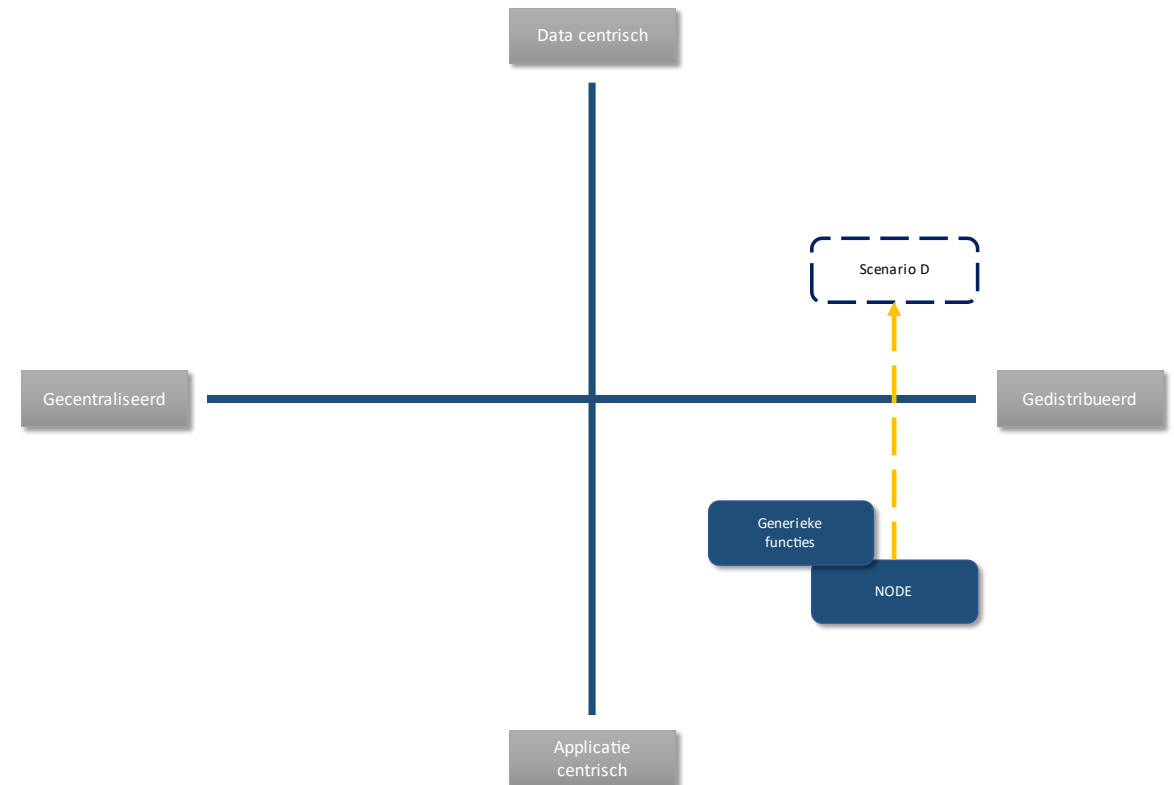 Data centrisch
Scenario D
Gecentraliseerd
Gedistribueerd
Generieke
functies
NODE
Applicatie
centrisch